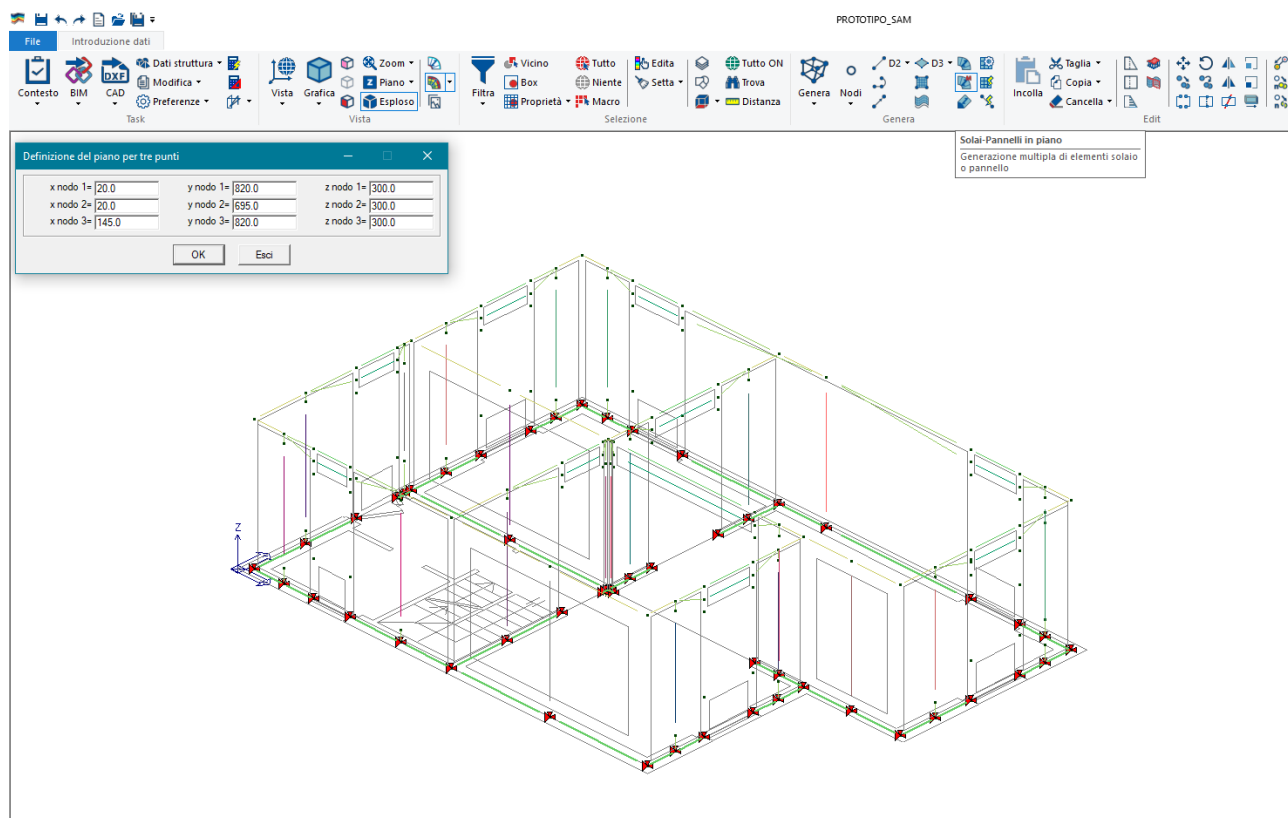 PROTOTIPO_SAM
File Introduzione dati
Contesto BIM CAD DXF Dati struttura Modifica Preferenze
Task
Vista Grafica Zoom Z Piano Esploso
Vista
Filtra Vicino Box Proprietà Tutto Niente Macro Edita Setta Tutto ON Trova Distanza
Selezione
Genera Nodi D2 D3
Genera
Incolla Taglia Copia Cancella
Edit
Solai-Pannelli in piano
Generazione multipla di elementi solaio
o pannello
Definizione del piano per tre punti
x nodo 1= 20.0 y nodo 1= 820.0 z nodo 1= 300.0
x nodo 2= 20.0 y nodo 2= 695.0 z nodo 2= 300.0
x nodo 3= 145.0 y nodo 3= 820.0 z nodo 3= 300.0
OK Esci
Z